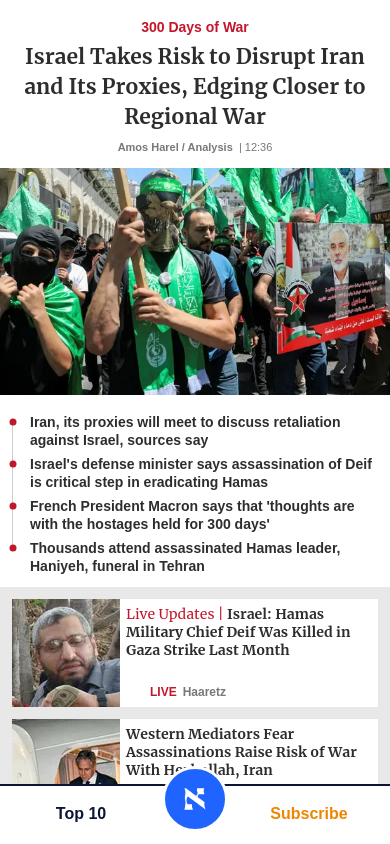 300 Days of War
Israel Takes Risk to Disrupt Iran
and Its Proxies, Edging Closer to
Regional War
Amos Harel / Analysis | 12:36
Iran, its proxies will meet to discuss retaliation
against Israel, sources say
Israel's defense minister says assassination of Deif
is critical step in eradicating Hamas
French President Macron says that 'thoughts are
with the hostages held for 300 days'
Thousands attend assassinated Hamas leader,
Haniyeh, funeral in Tehran
Live Updates | Israel: Hamas
Military Chief Deif Was Killed in
Gaza Strike Last Month
LIVE Haaretz
Western Mediators Fear
Assassinations Raise Risk of War
With Hezbollah, Iran
Top 10
Subscribe